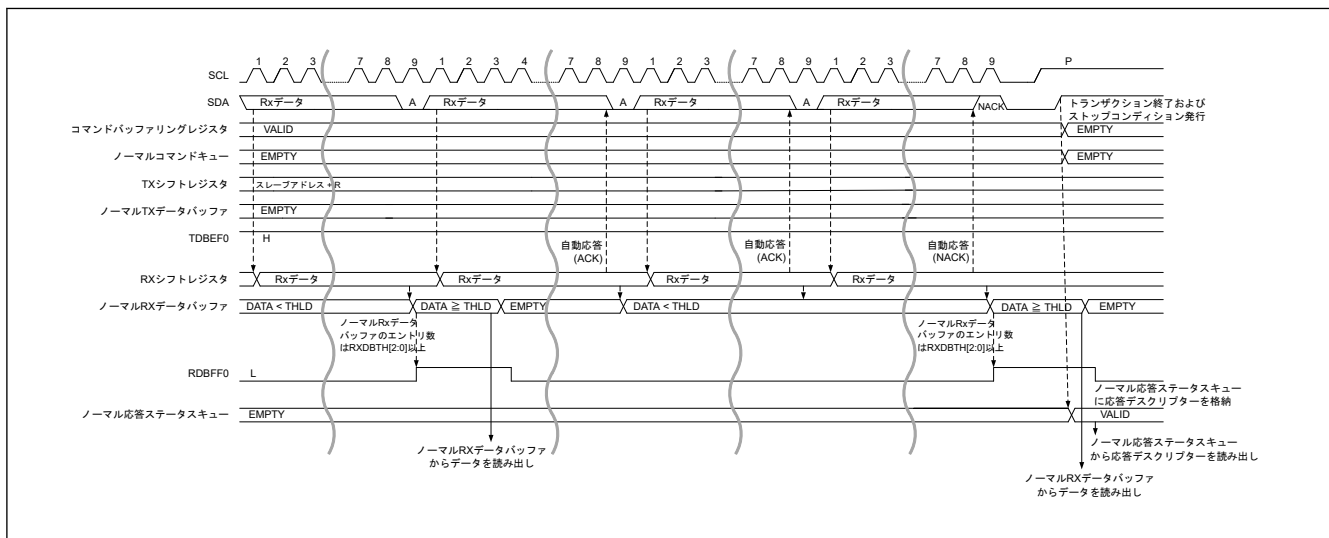 1 2 3 7 8 9 1 2 3 4 7 8 9 1 2 3 7 8 9 1 2 3 7 8 9 P
SCL
SDA Rxデータ A Rxデータ A Rxデータ A Rxデータ NACK トランザクション終了および
ストップコンディション発行
コマンドバッファリングレジスタ VALID EMPTY
ノーマルコマンドキュー EMPTY EMPTY
TXシフトレジスタ スレーブアドレス + R
ノーマルTXデータバッファ EMPTY
TDBEF0 H
自動応答
(ACK)
自動応答
(ACK)
自動応答
(NACK)
RXシフトレジスタ Rxデータ Rxデータ Rxデータ Rxデータ
ノーマルRXデータバッファ DATA < THLD DATA ≧ THLD EMPTY DATA < THLD DATA ≧ THLD EMPTY
ノーマルRxデータ
バッファのエントリ数
はRXDBTH[2:0]以上
ノーマルRxデータ
バッファのエントリ数
はRXDBTH[2:0]以上
RDBFF0 L
ノーマル応答ステータスキュー
に応答デスクリプターを格納
ノーマル応答ステータスキュー EMPTY VALID
ノーマルRXデータバッファ
からデータを読み出し
ノーマル応答ステータスキュー
から応答デスクリプターを読み出し
ノーマルRXデータバッファ
からデータを読み出し